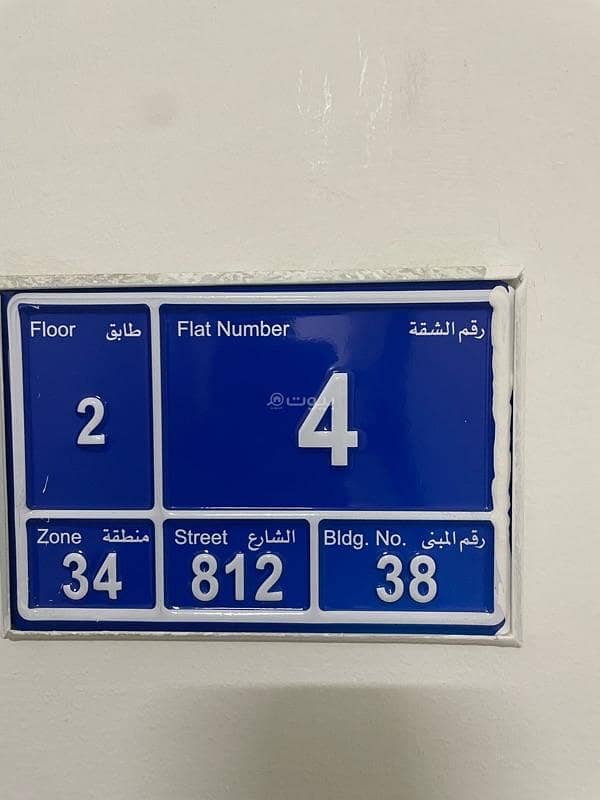 Floor طابق
2
Flat Number رقم الشقة
4
بيوت
Zone منطقة
34
Street الشارع
812
Bldg. No. رقم المبنى
38